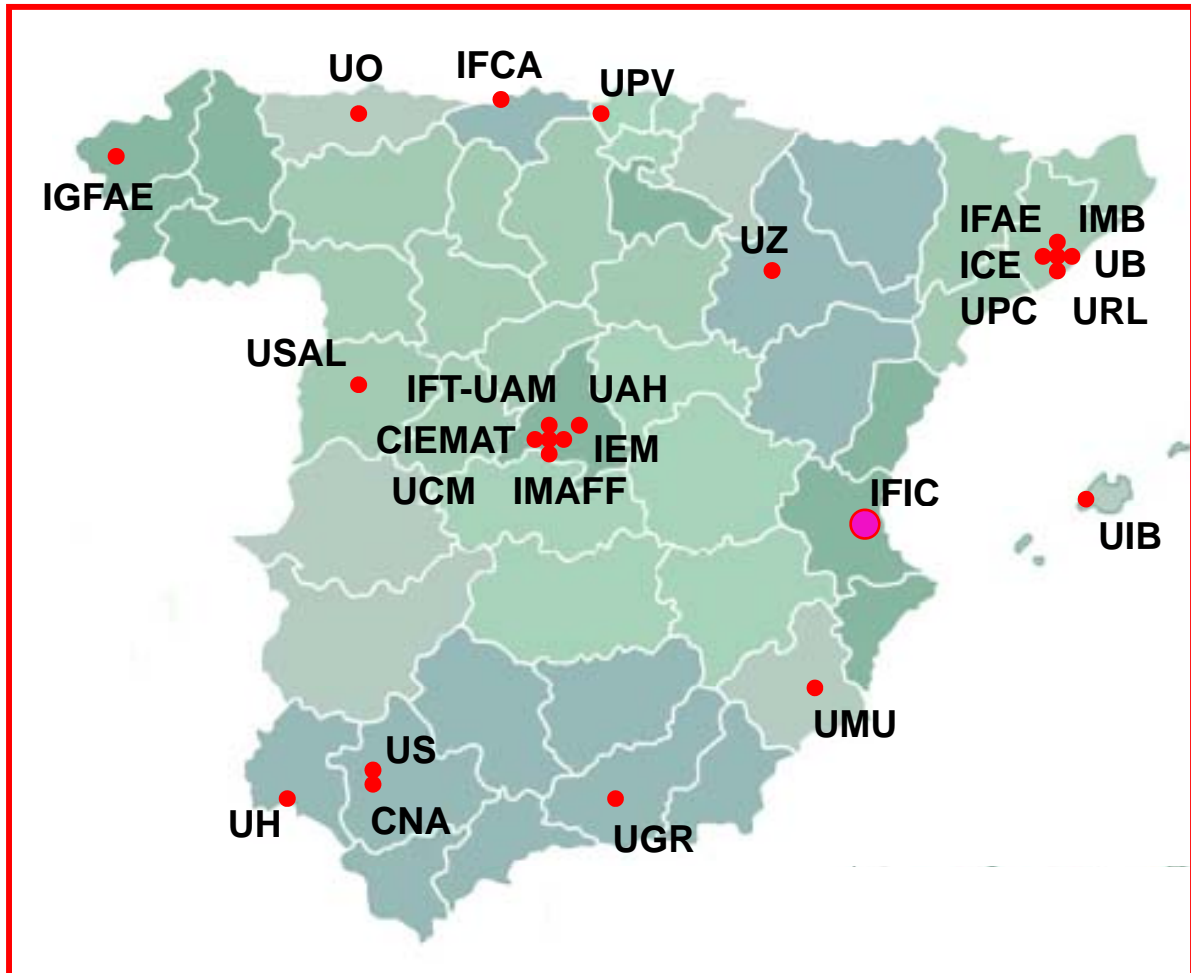 UO
IFCA
UPV
IGFAE
IFAE IMB
UZ
ICE UB
UPC URL
USAL
IFT-UAM UAH
CIEMAT IEM
UCM IMAFF
IFIC
UIB
UMU
US
UH
CNA
UGR